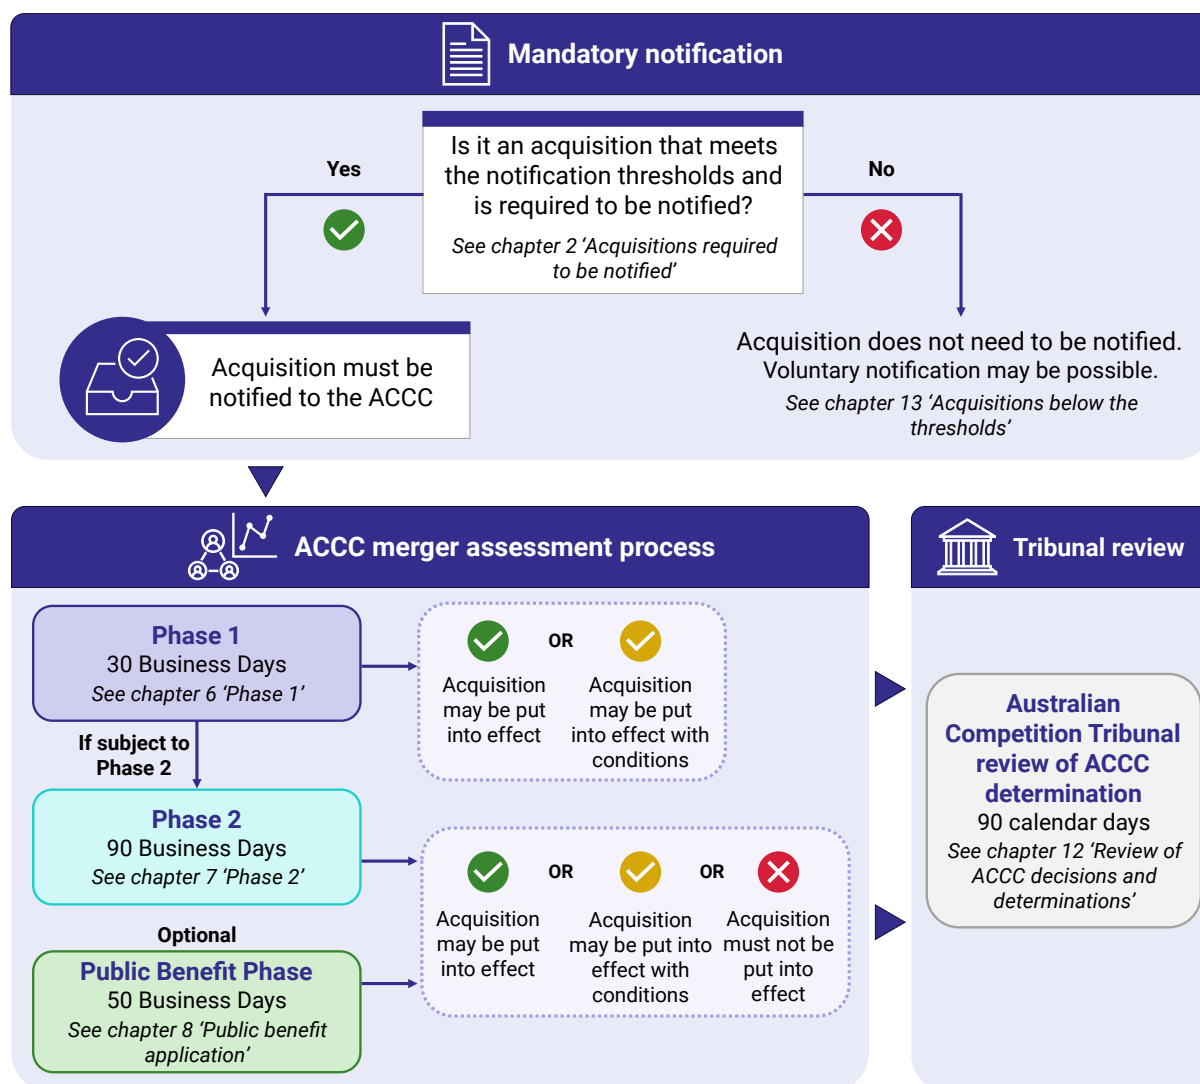 Mandatory notification
Is it an acquisition that meets
the notification thresholds and
is required to be notified?
See chapter 2 ‘Acquisitions required
to be notified’
Yes
No
Acquisition must be
notified to the ACCC
Acquisition does not need to be notified.
Voluntary notification may be possible.
See chapter 13 ‘Acquisitions below the
thresholds’
ACCC merger assessment process
Phase 1
30 Business Days
See chapter 6 ‘Phase 1’
Acquisition
may be put
into effect
OR
Acquisition
may be put
into effect with
conditions
If subject to
Phase 2
Phase 2
90 Business Days
See chapter 7 ‘Phase 2’
Optional
Public Benefit Phase
50 Business Days
See chapter 8 ‘Public benefit
application’
Acquisition
may be put
into effect
OR
Acquisition
may be put into
effect with
conditions
OR
Acquisition
must not be
put into
effect
Tribunal review
Australian
Competition Tribunal
review of ACCC
determination
90 calendar days
See chapter 12 ‘Review of
ACCC decisions and
determinations’